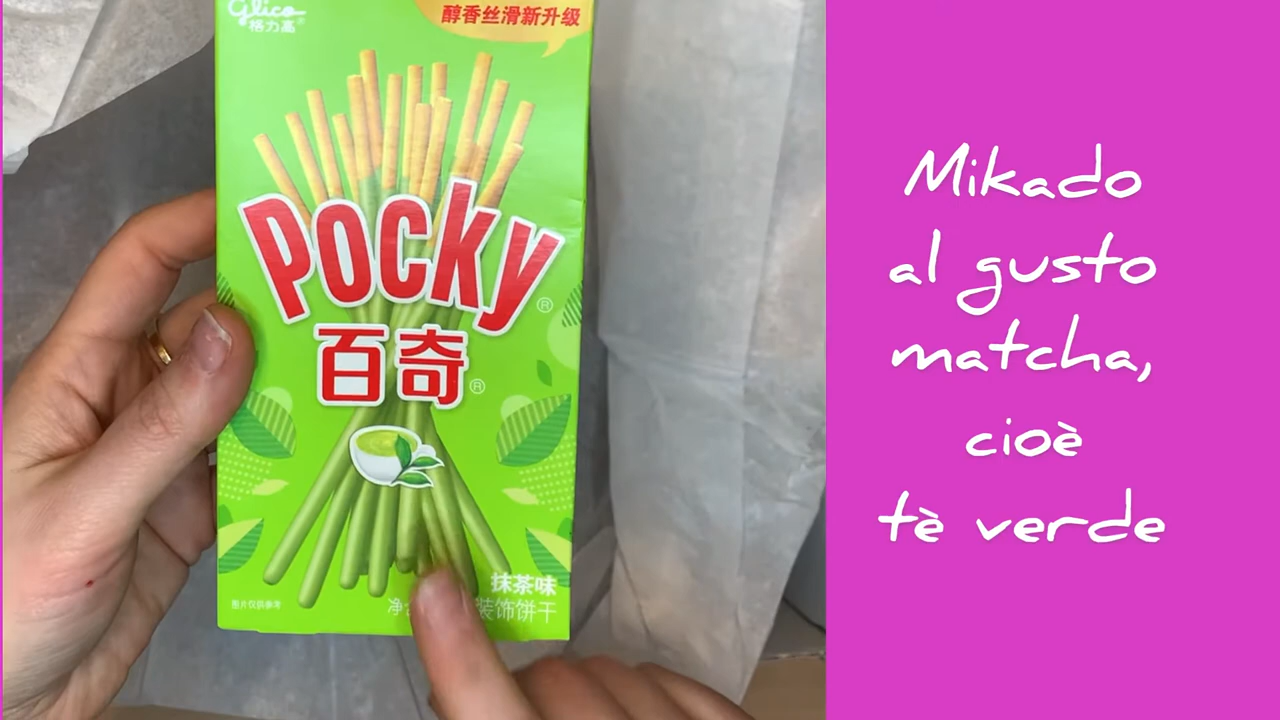 glico
格力高®
醇香丝滑新升级
Pocky®
百奇®
抹茶味
图片仅供参考
净 装饰饼干
Mikado
al gusto
matcha,
cioè
tè verde